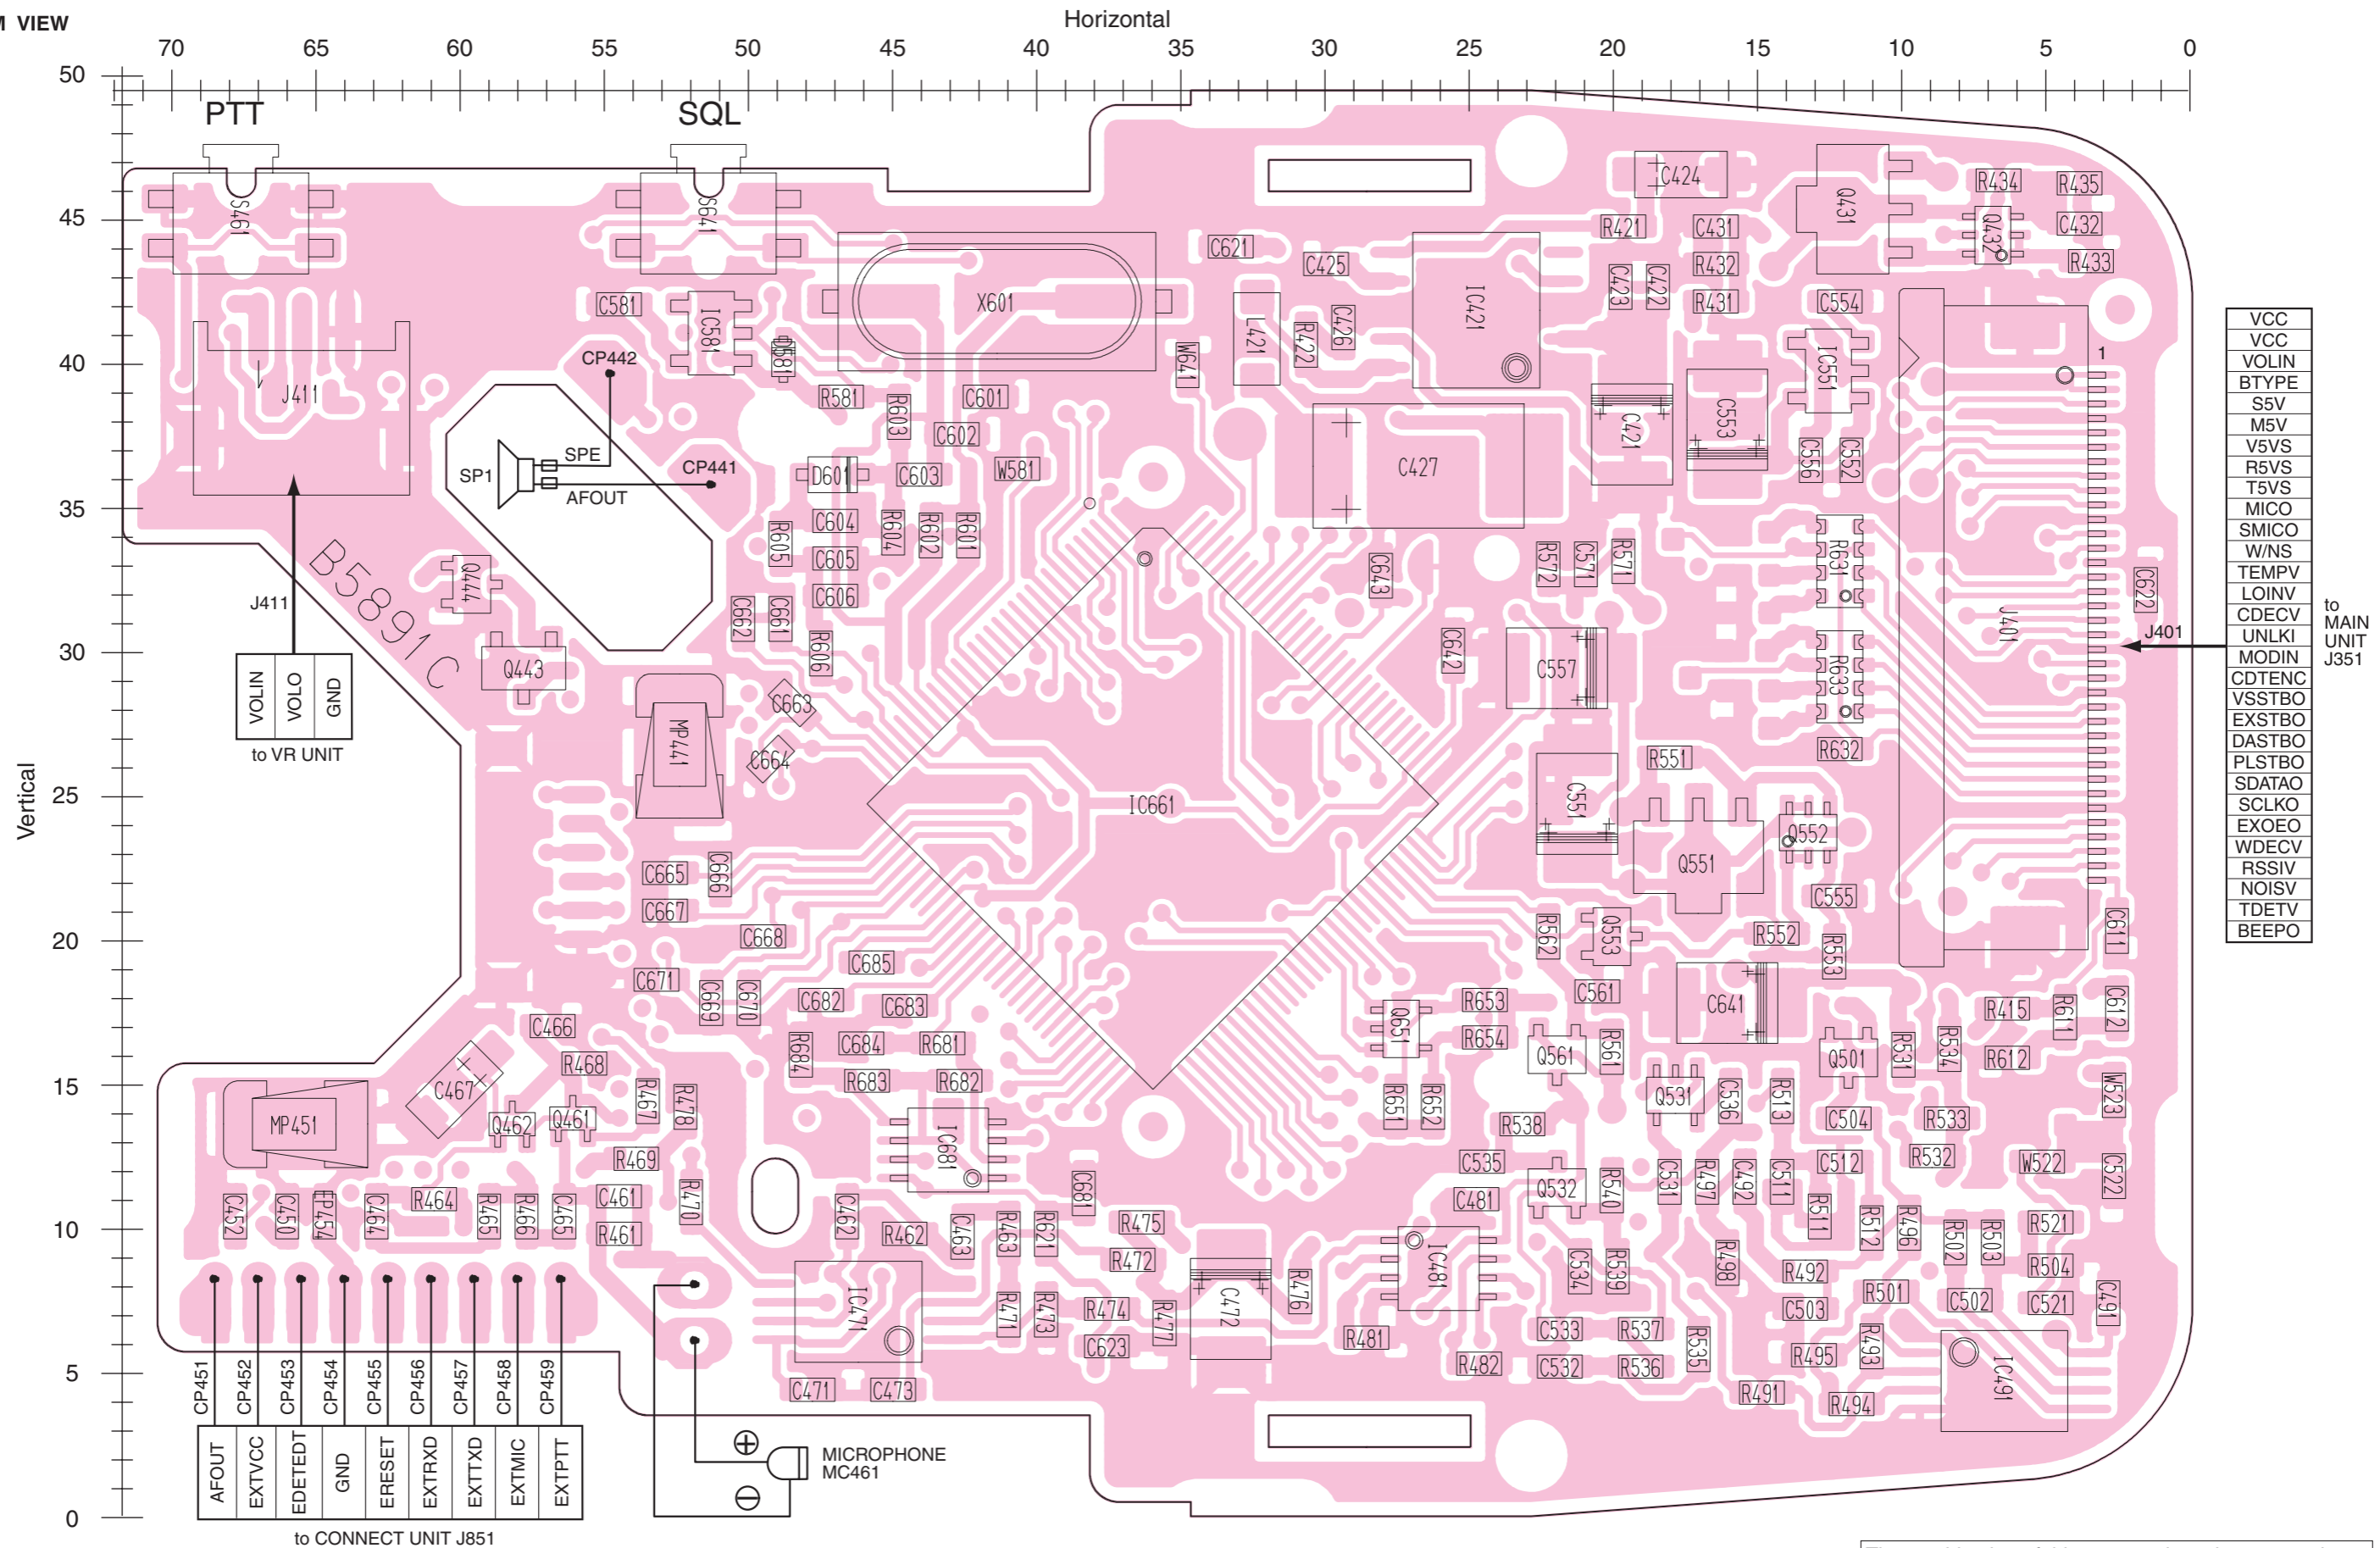 M VIEW
Horizontal
70 65 60 55 50 45 40 35 30 25 20 15 10 5 0
50
45
40
35
30
25
20
15
10
5
0
Vertical
PTT
SQL
S461
S641
C424
Q431
R434
R435
Q432
C432
R433
R421
C431
C621
C425
R432
C423
C422
R431
C554
C581
IC581
X601
IC421
D581
L421
R422
C426
W641
IC551
1
CP442
J411
R581
R603
C601
C602
C421
C553
SPE
SP1
AFOUT
CP441
D601
C603
W581
C427
C556
C552
R605
C604
R604
R602
R601
C605
C606
B5891C
Q444
J411
C643
R572
C571
R571
R631
C622
C662
C661
R606
Q443
C642
C557
R633
J401
J401
VOLIN
VOLO
GND
to VR UNIT
MP441
C663
C664
R632
R551
C551
IC661
Q552
Q551
C665
C666
C667
C668
C555
R562
Q553
R552
R553
C611
C685
C671
C669
C670
C682
C683
C561
C641
R653
Q651
R654
R415
R611
C612
C466
R468
C467
R684
C684
R681
R683
R682
Q561
R561
Q501
R531
R534
R612
MP451
Q462
Q461
R467
R478
IC681
R651
R652
R538
Q531
C536
R513
C504
R533
W523
R469
C535
C512
R532
W522
C522
C452
C450
EP454
C464
R464
R465
R466
C465
C461
R461
R470
C462
R462
C463
R463
R621
C681
R475
C481
Q532
R540
C531
R497
C492
C511
R511
R512
R496
R502
R503
R521
R472
IC481
C534
R539
R498
R492
R504
IC471
R471
R473
R474
R477
C472
R476
C503
R501
C502
C521
C491
C623
R481
C533
R537
R535
R495
R493
IC491
R482
C532
R536
C471
C473
R491
R494
CP451
CP452
CP453
CP454
CP455
CP456
CP457
CP458
CP459
AFOUT
EXTVCC
EDETEDT
GND
ERESET
EXTRXD
EXTTXD
EXTMIC
EXTPTT
to CONNECT UNIT J851
MICROPHONE
MC461
VCC
VCC
VOLIN
BTYPE
S5V
M5V
V5VS
R5VS
T5VS
MICO
SMICO
W/NS
TEMPV
LOINV
CDECV
UNLKI
MODIN
CDTENC
VSSTBO
EXSTBO
DASTBO
PLSTBO
SDATAO
SCLKO
EXOEO
WDECV
RSSIV
NOISV
TDETV
BEEPO
to
MAIN
UNIT
J351